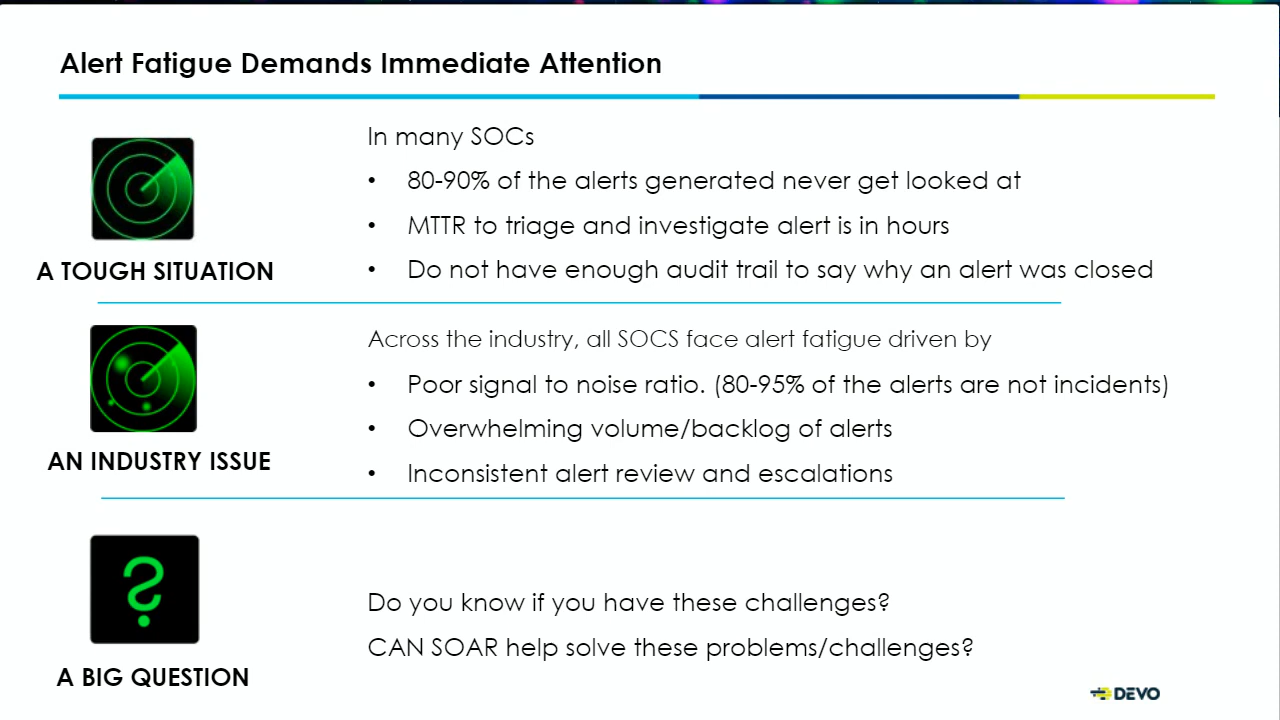 Alert Fatigue Demands Immediate Attention
In many SOCs
• 80-90% of the alerts generated never get looked at
• MTTR to triage and investigate alert is in hours
• Do not have enough audit trail to say why an alert was closed
A TOUGH SITUATION
Across the industry, all SOCS face alert fatigue driven by
• Poor signal to noise ratio. (80-95% of the alerts are not incidents)
• Overwhelming volume/backlog of alerts
• Inconsistent alert review and escalations
AN INDUSTRY ISSUE
?
Do you know if you have these challenges?
CAN SOAR help solve these problems/challenges?
A BIG QUESTION
DEVO